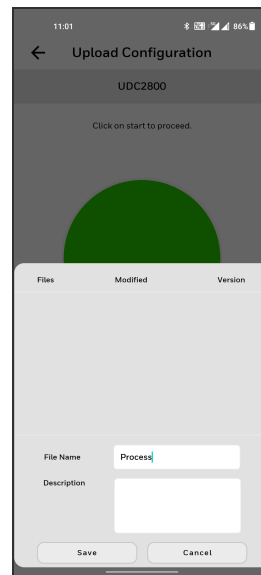 11:01 86%
Upload Configuration
UDC2800
Click on start to proceed.
Files Modified Version
File Name Process
Description
Save Cancel